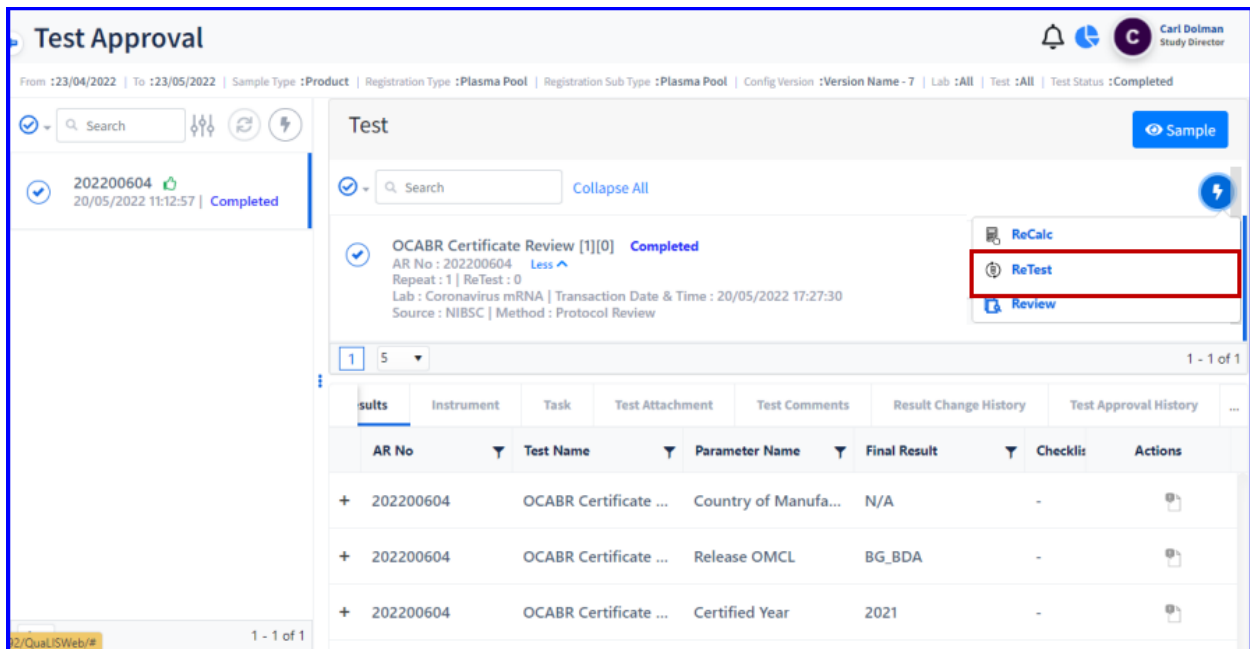 Test Approval
C
Carl Dolman
Study Director
From :23/04/2022 | To :23/05/2022 | Sample Type :Product | Registration Type :Plasma Pool | Registration Sub Type :Plasma Pool | Config Version :Version Name - 7 | Lab :All | Test :All | Test Status :Completed
Search
202200604
20/05/2022 11:12:57 | Completed
Test
Sample
Search
Collapse All
OCABR Certificate Review [1][0] Completed
AR No : 202200604 Less
Repeat : 1 | ReTest : 0
Lab : Coronavirus mRNA | Transaction Date & Time : 20/05/2022 17:27:30
Source : NIBSC | Method : Protocol Review
ReCalc
ReTest
Review
1 5 1 - 1 of 1
sults Instrument Task Test Attachment Test Comments Result Change History Test Approval History ...
AR No Test Name Parameter Name Final Result Checklis Actions
+ 202200604 OCABR Certificate ... Country of Manufa... N/A -
+ 202200604 OCABR Certificate ... Release OMCL BG_BDA -
+ 202200604 OCABR Certificate ... Certified Year 2021 -
1 - 1 of 1
92/QuaLISWeb/#